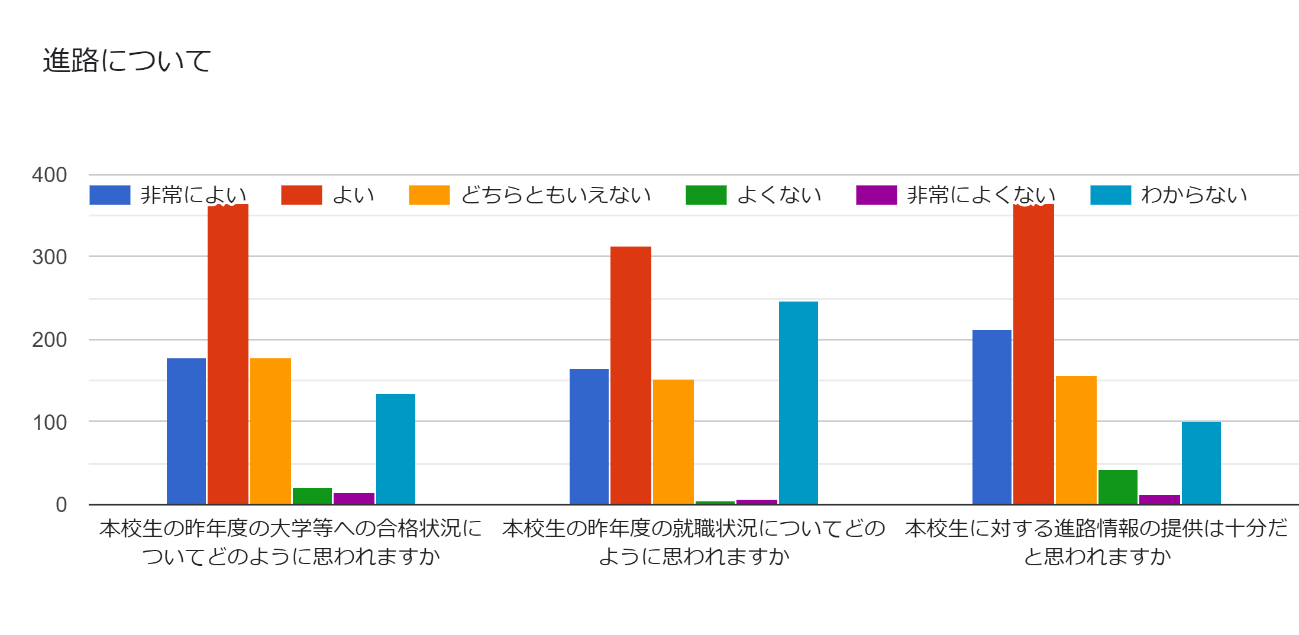 進路について
400
非常によい よい どちらともいえない よくない 非常によくない わからない
300
200
100
0
本校生の昨年度の大学等への合格状況に
ついてどのように思われますか
本校生の昨年度の就職状況についてどの
ように思われますか
本校生に対する進路情報の提供は十分だ
と思われますか